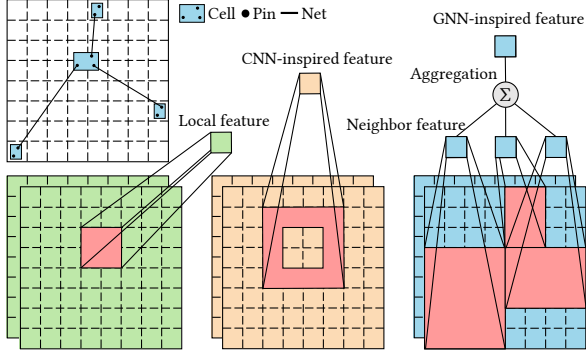 Cell Pin Net
GNN-inspired feature
CNN-inspired feature
Aggregation
Σ
Local feature
Neighbor feature